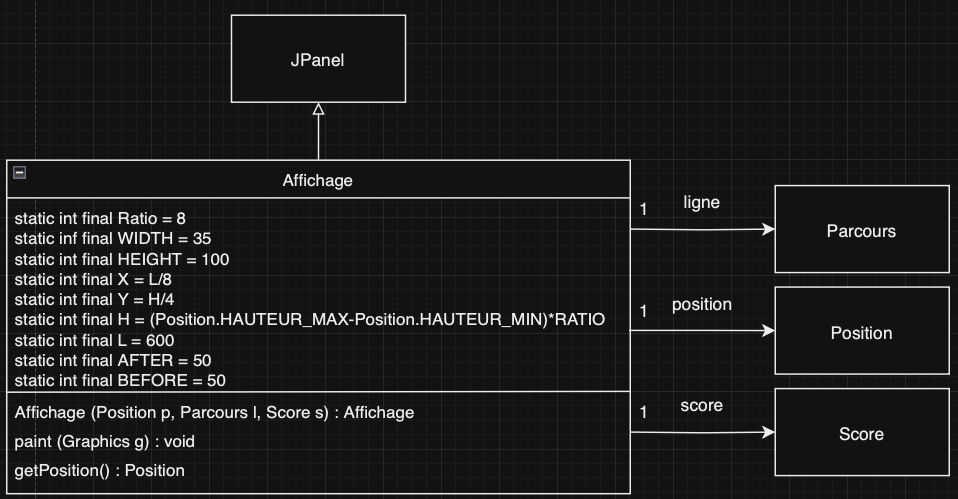 JPanel
Affichage
static int final Ratio = 8
static inf final WIDTH = 35
static int final HEIGHT = 100
static int final X = L/8
static int final Y = H/4
static int final H = (Position.HAUTEUR_MAX-Position.HAUTEUR_MIN)*RATIO
static int final L = 600
static int final AFTER = 50
static int final BEFORE = 50
Affichage (Position p, Parcours l, Score s) : Affichage
paint (Graphics g) : void
getPosition() : Position
1 ligne
Parcours
1 position
Position
1 score
Score